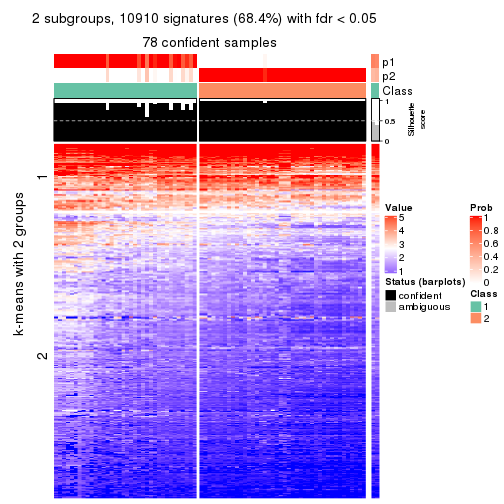 2 subgroups, 10910 signatures (68.4%) with fdr < 0.05
78 confident samples
p1
p2
Class
1
0.5
0
Silhouette
score
k-means with 2 groups
1
2
Value
5
4
3
2
1
Status (barplots)
confident
ambiguous
Prob
1
0.8
0.6
0.4
0.2
0
Class
1
2